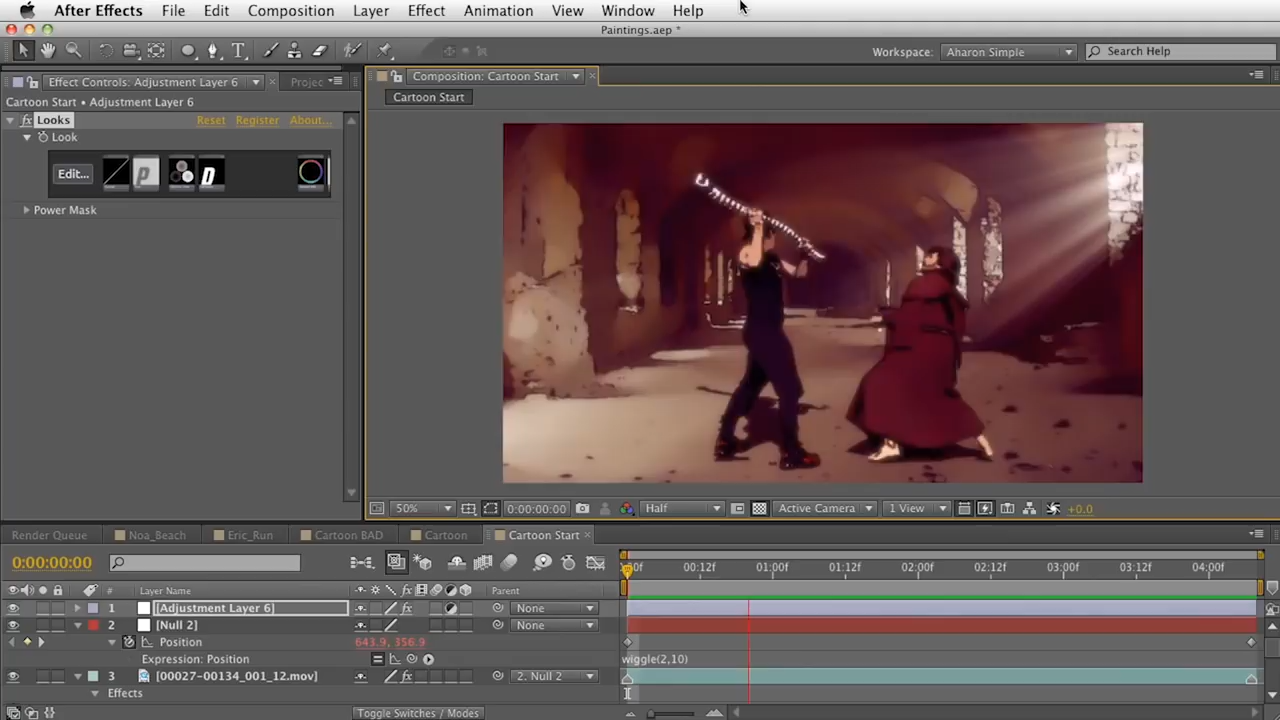 After Effects File Edit Composition Layer Effect Animation View Window Help
Paintings.aep *
Workspace: Aharon Simple Search Help
Effect Controls: Adjustment Layer 6 Projec
Composition: Cartoon Start
Cartoon Start • Adjustment Layer 6
Cartoon Start
fx Looks Reset Register About...
Look
Edit...
Power Mask
50% 0:00:00:00 Half Active Camera 1 View +0.0
Render Queue Noa_Beach Eric_Run Cartoon BAD Cartoon Cartoon Start
0:00:00:00
00f 00:12f 01:00f 01:12f 02:00f 02:12f 03:00f 03:12f 04:00f
# Layer Name Parent
1 [Adjustment Layer 6] None
2 [Null 2] None
Position 643.9, 356.9
Expression: Position wiggle(2,10)
3 [00027-00134_001_12.mov] 2. Null 2
Effects
Toggle Switches / Modes